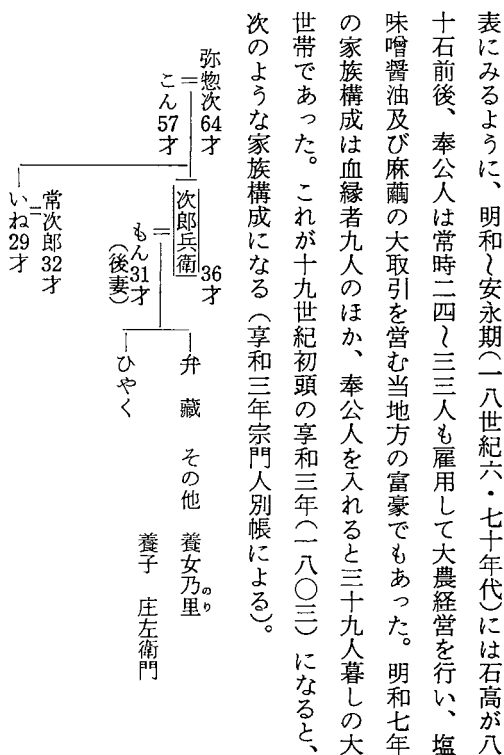 表にみるように、明和〜安永期（一八世紀六・七十年代）には石高が八
十石前後、奉公人は常時二四〜三三人も雇用して大農経営を行い、塩
味噌醤油及び麻繭の大取引を営む当地方の富豪でもあった。明和七年
の家族構成は血縁者九人のほか、奉公人を入れると三十九人暮しの大
世帯であった。これが十九世紀初頭の享和三年（一八〇三）になると、
次のような家族構成になる（享和三年宗門人別帳による）。
弥惣次64才
こん57才
次郎兵衛 36才
もん31才
（後妻）
常次郎32才
いね29才
弁蔵 その他 養女乃里
のり
ひやく 養子 庄左衛門